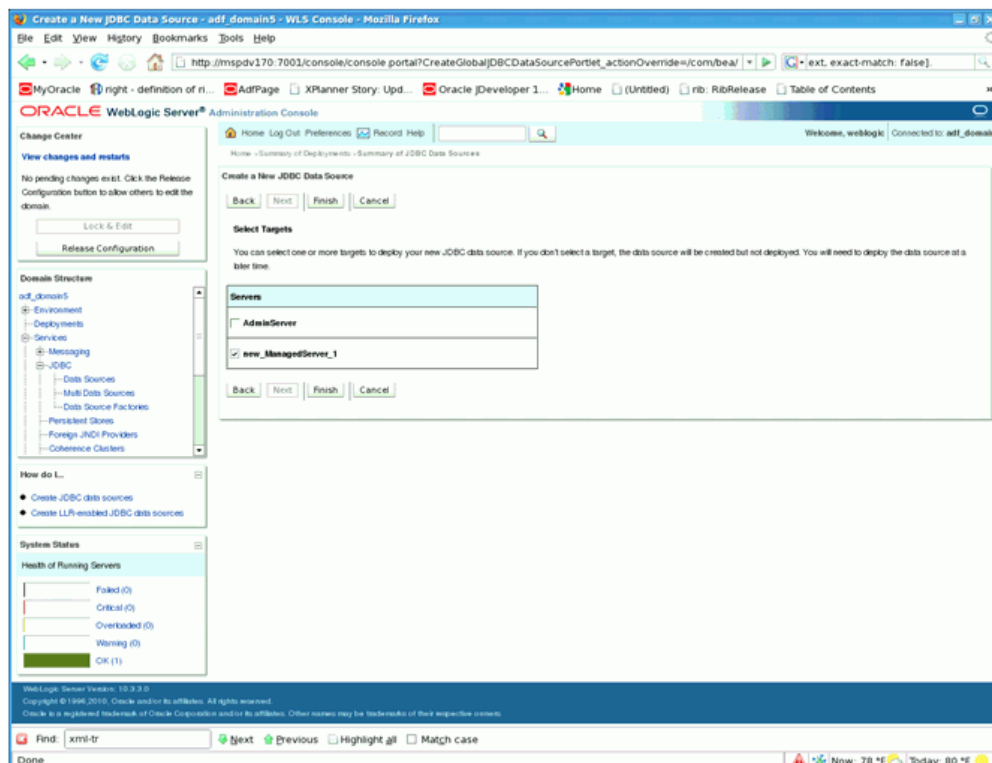 Create a New JDBC Data Source - adf_domain5 - WLS Console - Mozilla Firefox
File Edit View History Bookmarks Tools Help
http://mspdv170:7001/console/console.portal?CreateGlobalJDBCDataSourcePortlet_actionOverride=/com/bea/
ext, exact-match: false].
MyOracle right - definition of ri... AdfPage XPlanner Story: Upd... Oracle JDeveloper 1... Home (Untitled) rib: RibRelease Table of Contents
ORACLE WebLogic Server® Administration Console
Change Center
View changes and restarts
No pending changes exist. Click the Release
Configuration button to allow others to edit the
domain.
Lock & Edit
Release Configuration
Domain Structure
adf_domain5
Environment
Deployments
Services
Messaging
JDBC
Data Sources
Multi Data Sources
Data Source Factories
Persistent Stores
Foreign JNDI Providers
Coherence Clusters
How do I...
Create JDBC data sources
Create LLR-enabled JDBC data sources
System Status
Health of Running Servers
Failed (0)
Critical (0)
Overloaded (0)
Warning (0)
OK (1)
Home Log Out Preferences Record Help
Welcome, weblogic Connected to: adf_domain
Home >Summary of Deployments >Summary of JDBC Data Sources
Create a New JDBC Data Source
Back Next Finish Cancel
Select Targets
You can select one or more targets to deploy your new JDBC data source. If you don't select a target, the data source will be created but not deployed. You will need to deploy the data source at a
later time.
Servers
AdminServer
new_ManagedServer_1
Back Next Finish Cancel
WebLogic Server Version: 10.3.3.0
Copyright © 1996,2010, Oracle and/or its affiliates. All rights reserved.
Oracle is a registered trademark of Oracle Corporation and/or its affiliates. Other names may be trademarks of their respective owners.
Find: xml-tr Next Previous Highlight all Match case
Done
Now: 78 °F Today: 80 °F